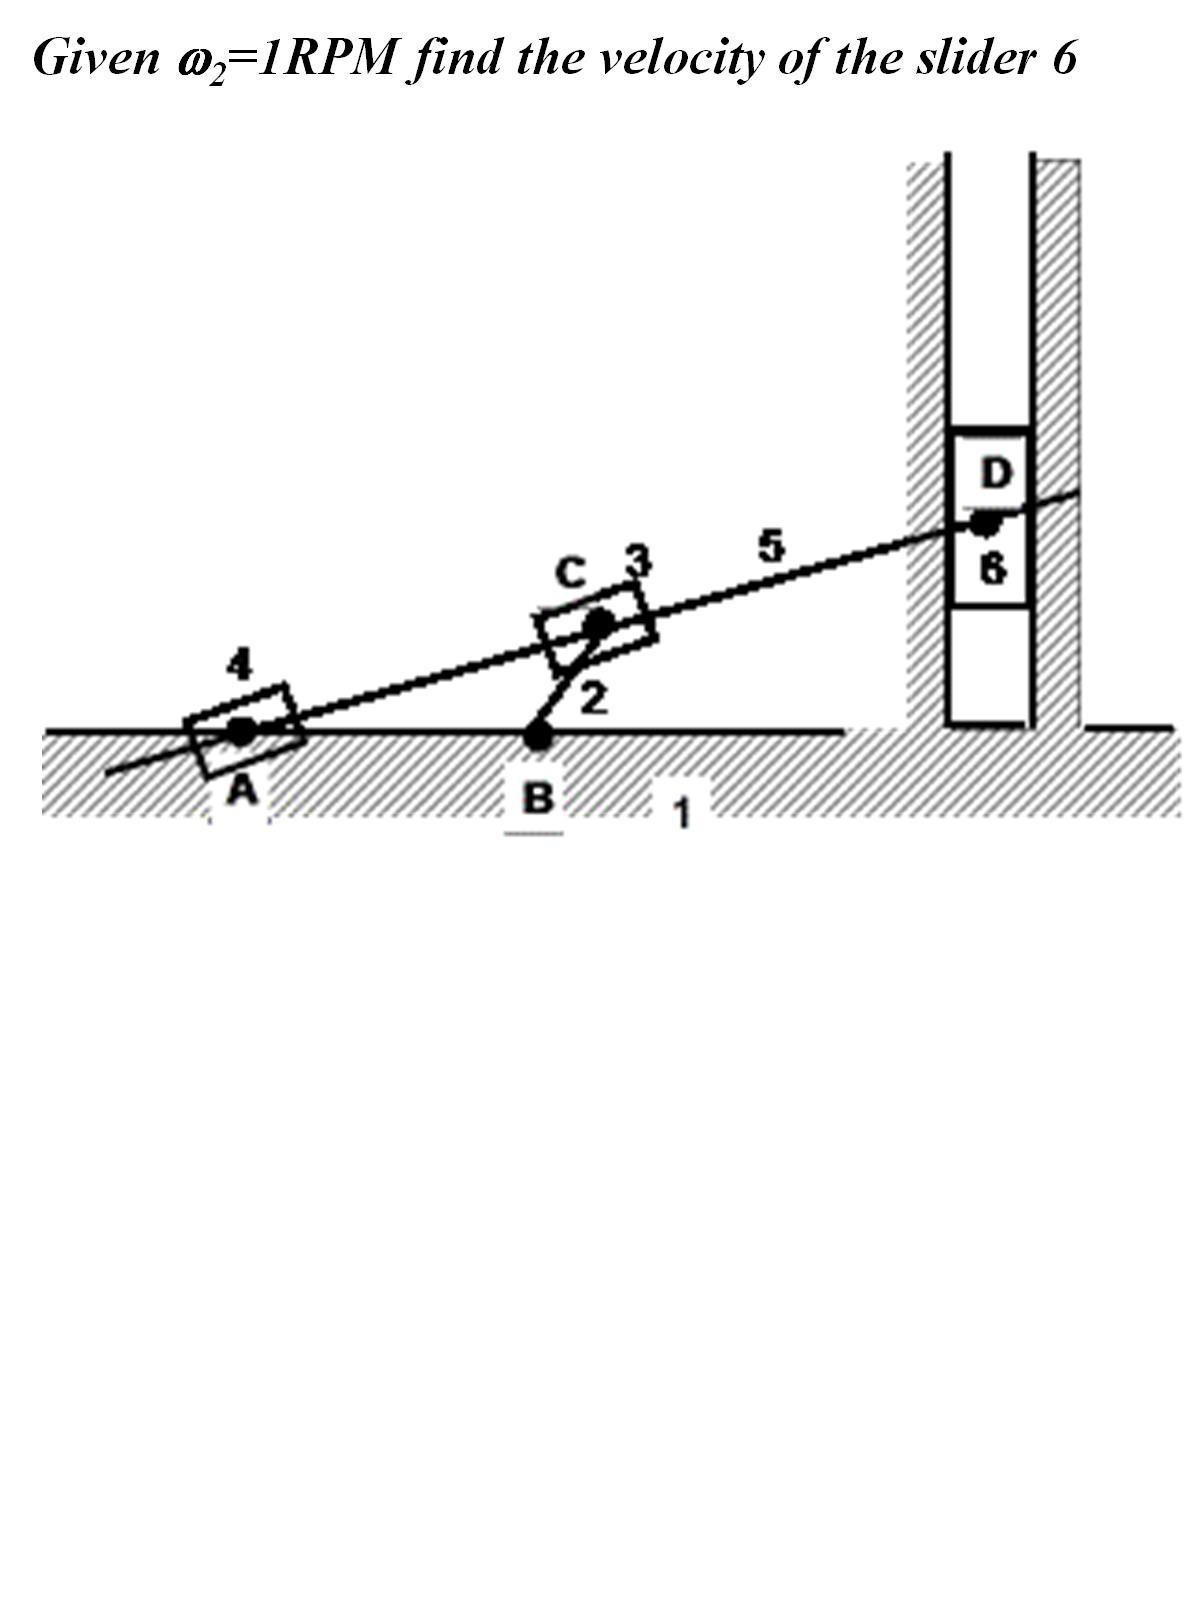 Given ω₂=1RPM find the velocity of the slider 6
D
C 3 5
6
4
2
A B 1